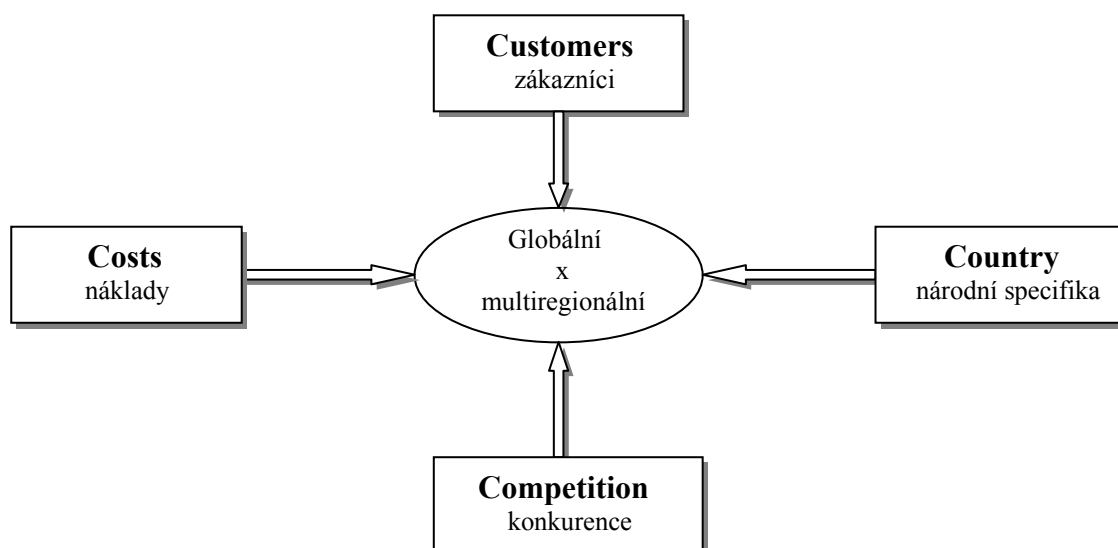 Customers
zákazníci
Costs
náklady
Globální
x
multiregionální
Country
národní specifika
Competition
konkurence